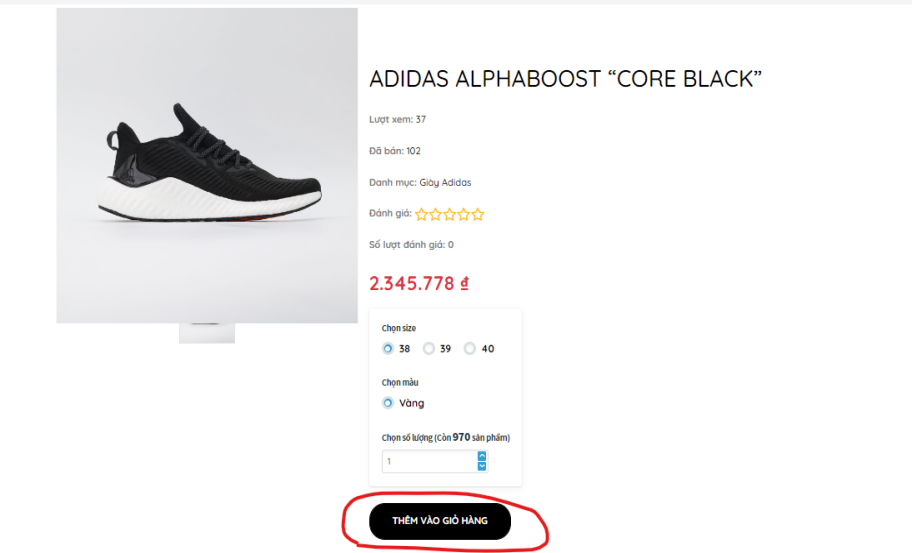 ADIDAS ALPHABOOST “CORE BLACK”
Lượt xem: 37
Đã bán: 102
Danh mục: Giày Adidas
Đánh giá:
Số lượt đánh giá: 0
2.345.778 ₫
Chọn size
38 39 40
Chọn màu
Vàng
Chọn số lượng (Còn 970 sản phẩm)
1
THÊM VÀO GIỎ HÀNG